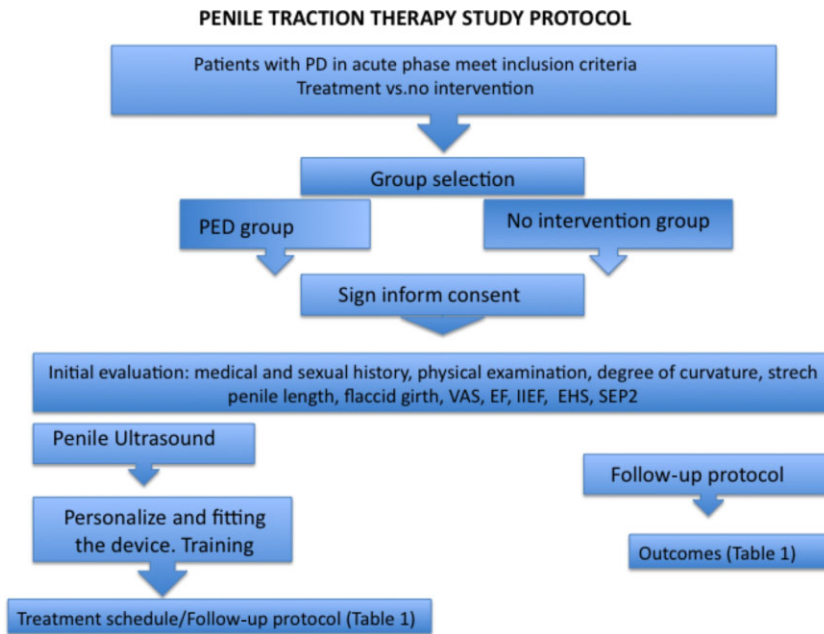 PENILE TRACTION THERAPY STUDY PROTOCOL
Patients with PD in acute phase meet inclusion criteria
Treatment vs.no intervention
Group selection
PED group
No intervention group
Sign inform consent
Initial evaluation: medical and sexual history, physical examination, degree of curvature, strech
penile length, flaccid girth, VAS, EF, IIEF, EHS, SEP2
Penile Ultrasound
Personalize and fitting
the device. Training
Treatment schedule/Follow-up protocol (Table 1)
Follow-up protocol
Outcomes (Table 1)